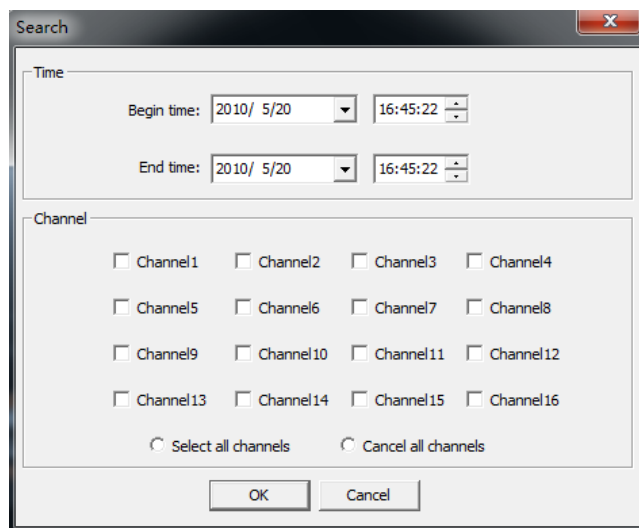 Search
Time
Begin time: 2010/ 5/20 16:45:22
End time: 2010/ 5/20 16:45:22
Channel
Channel1 Channel2 Channel3 Channel4
Channel5 Channel6 Channel7 Channel8
Channel9 Channel10 Channel11 Channel12
Channel13 Channel14 Channel15 Channel16
Select all channels Cancel all channels
OK Cancel